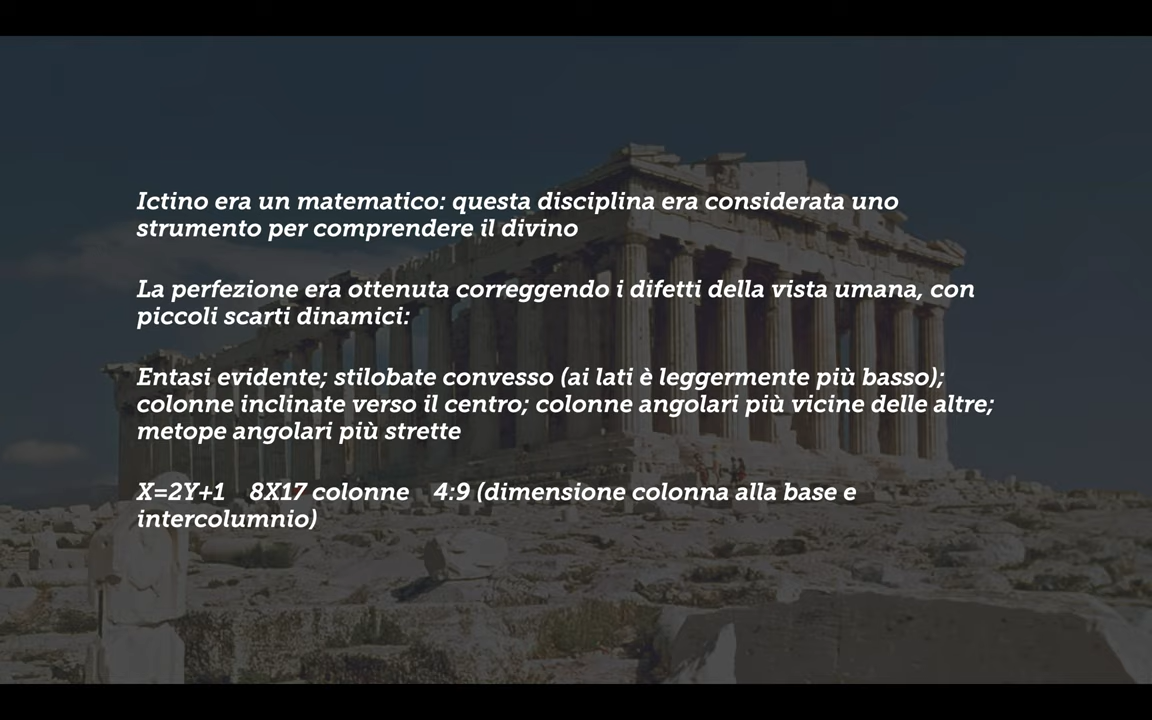 Ictino era un matematico: questa disciplina era considerata uno
strumento per comprendere il divino
La perfezione era ottenuta correggendo i difetti della vista umana, con
piccoli scarti dinamici:
Entasi evidente; stilobate convesso (ai lati è leggermente più basso);
colonne inclinate verso il centro; colonne angolari più vicine delle altre;
metope angolari più strette
X=2Y+1 8X17 colonne 4:9 (dimensione colonna alla base e
intercolumnio)